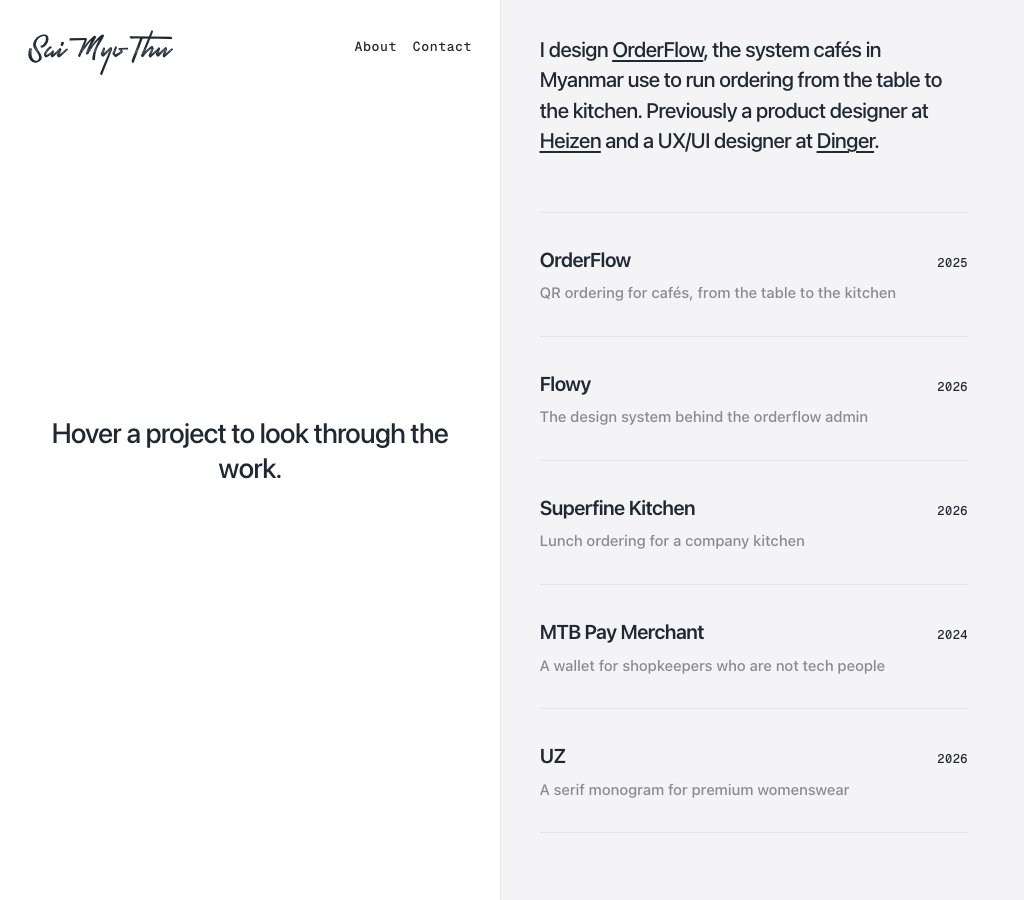 Sai Myo Thu
About Contact
Hover a project to look through the
work.
I design OrderFlow, the system cafés in
Myanmar use to run ordering from the table to
the kitchen. Previously a product designer at
Heizen and a UX/UI designer at Dinger.
OrderFlow 2025
QR ordering for cafés, from the table to the kitchen
Flowy 2026
The design system behind the orderflow admin
Superfine Kitchen 2026
Lunch ordering for a company kitchen
MTB Pay Merchant 2024
A wallet for shopkeepers who are not tech people
UZ 2026
A serif monogram for premium womenswear